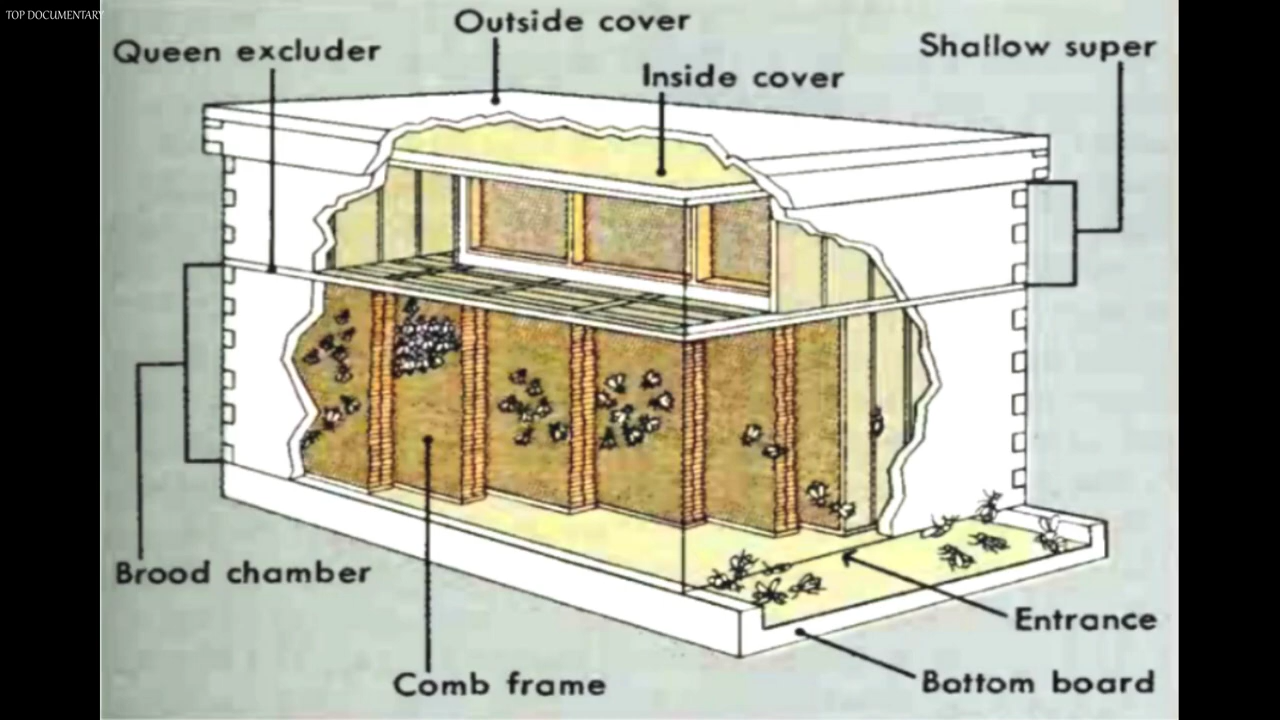 TOP DOCUMENTARY
Outside cover
Queen excluder
Shallow super
Inside cover
Brood chamber
Entrance
Comb frame
Bottom board